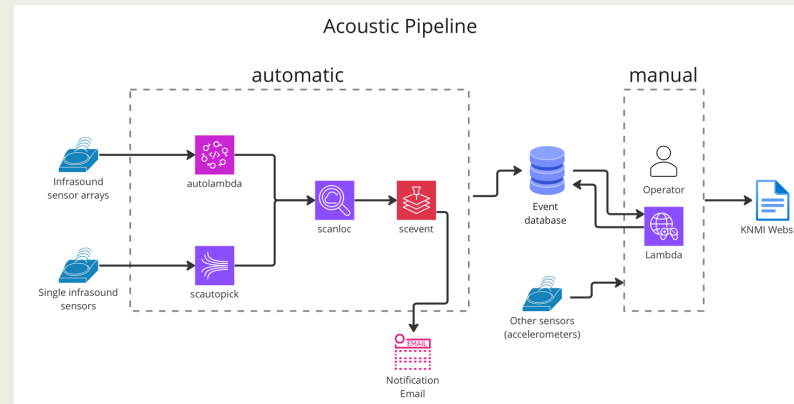 Acoustic Pipeline
automatic
manual
Infrasound
sensor arrays
autolambda
scanloc
scevent
Event
database
Operator
Lambda
KNMI Webs
Single infrasound
sensors
scautopick
Other sensors
(accelerometers)
EMAIL
Notification
Email